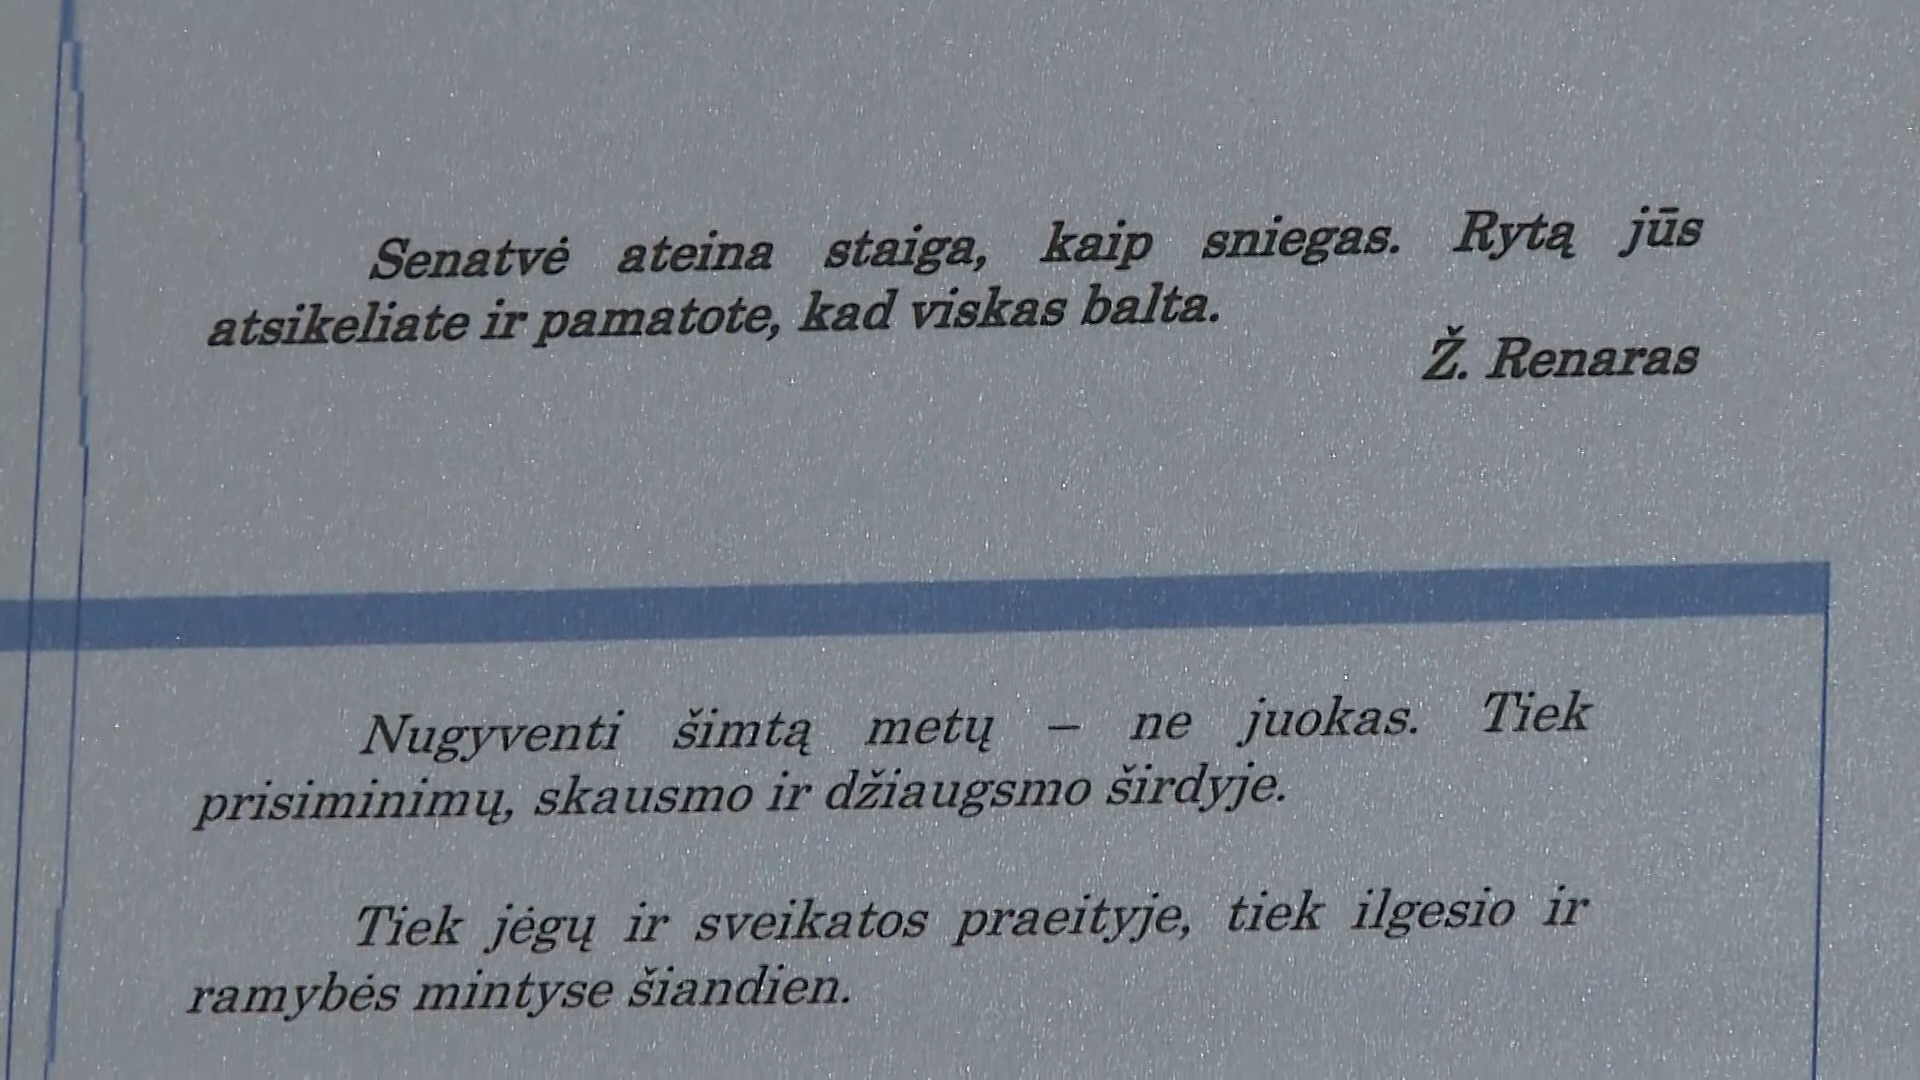 Senatvė ateina staiga, kaip sniegas. Rytą jūs
atsikeliate ir pamatote, kad viskas balta.
Ž. Renaras
Nugyventi šimtą metų – ne juokas. Tiek
prisiminimų, skausmo ir džiaugsmo širdyje.
Tiek jėgų ir sveikatos praeityje, tiek ilgesio ir
ramybės mintyse šiandien.